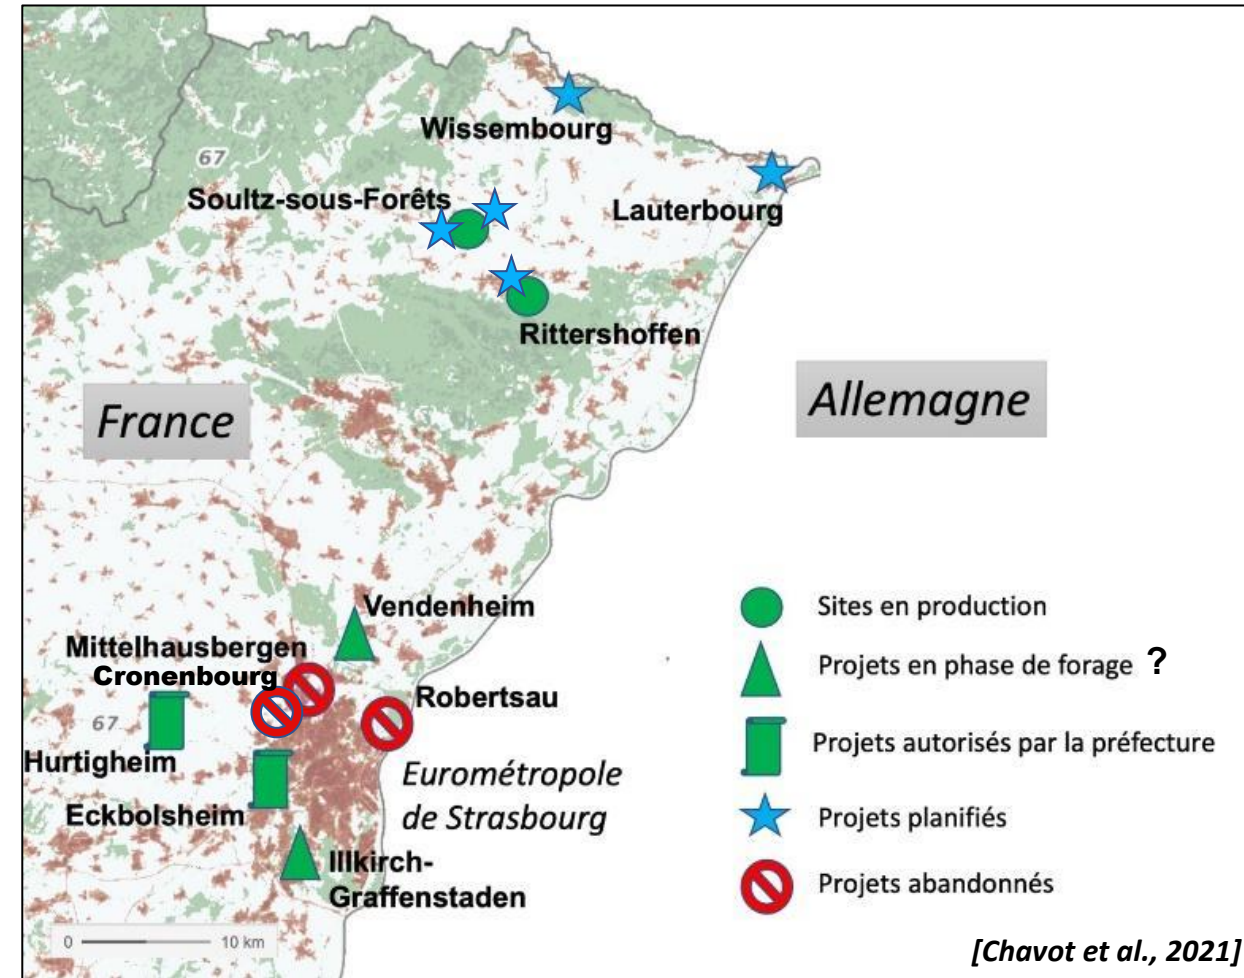 Wissembourg
67
Soultz-sous-Forêts
Lauterbourg
Rittershoffen
France
Allemagne
Vendenheim
Mittelhausbergen
Cronenbourg
Robertsau
67
Hurtigheim
Eurométropole
de Strasbourg
Eckbolsheim
Illkirch-
Graffenstaden
0 10 km
Sites en production
Projets en phase de forage ?
Projets autorisés par la préfecture
Projets planifiés
Projets abandonnés
[Chavot et al., 2021]